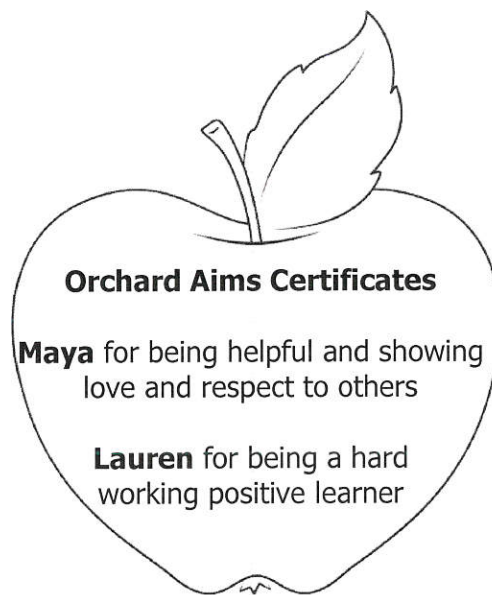 Orchard Aims Certificates
Maya for being helpful and showing
love and respect to others
Lauren for being a hard
working positive learner